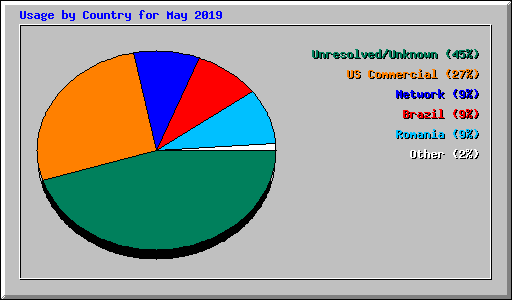 Usage by Country for May 2019
Unresolved/Unknown (45%)
US Commercial (27%)
Network (9%)
Brazil (9%)
Romania (9%)
Other (2%)